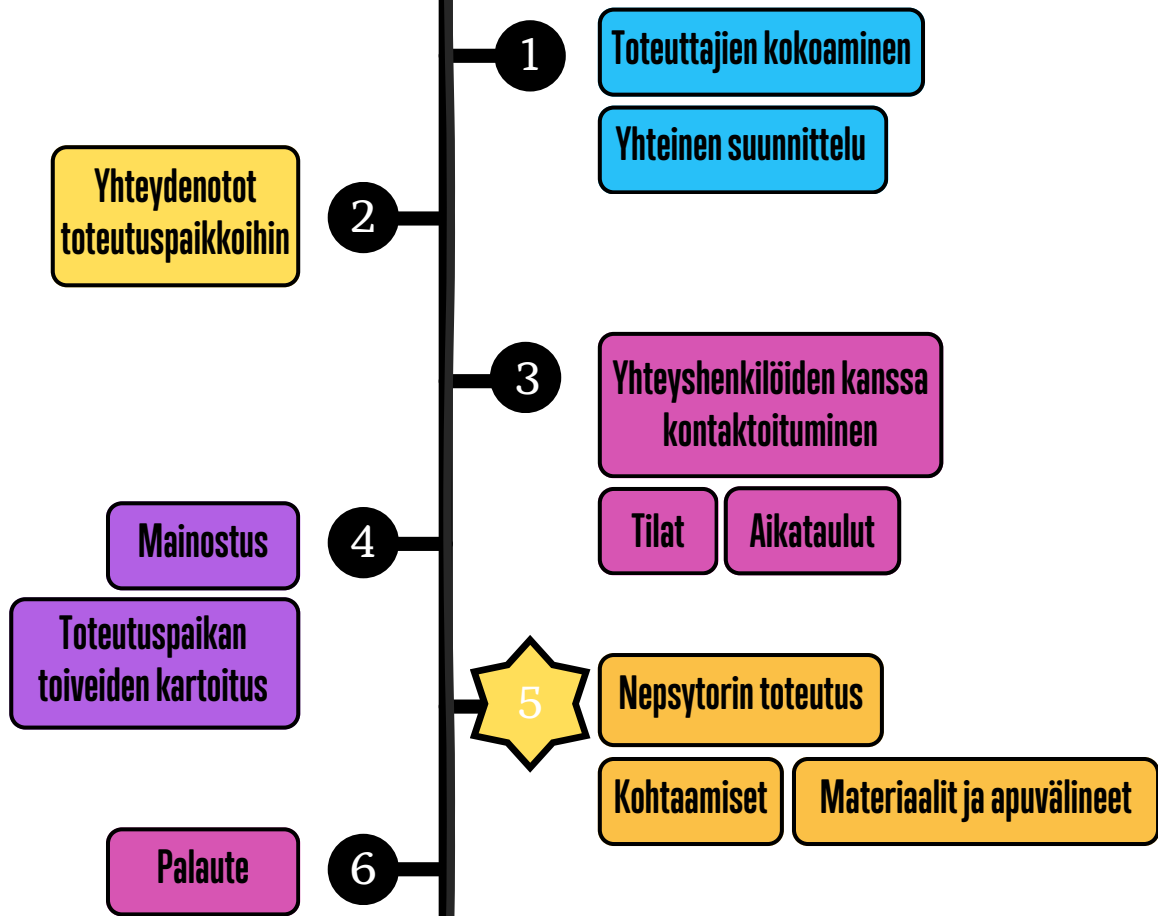 1
Toteuttajien kokoaminen
Yhteinen suunnittelu
2
Yhteydenotot
toteutuspaikkoihin
3
Yhteyshenkilöiden kanssa
kontaktoituminen
Tilat
Aikataulut
4
Mainostus
Toteutuspaikan
toiveiden kartoitus
5
Nepsytorin toteutus
Kohtaamiset
Materiaalit ja apuvälineet
6
Palaute